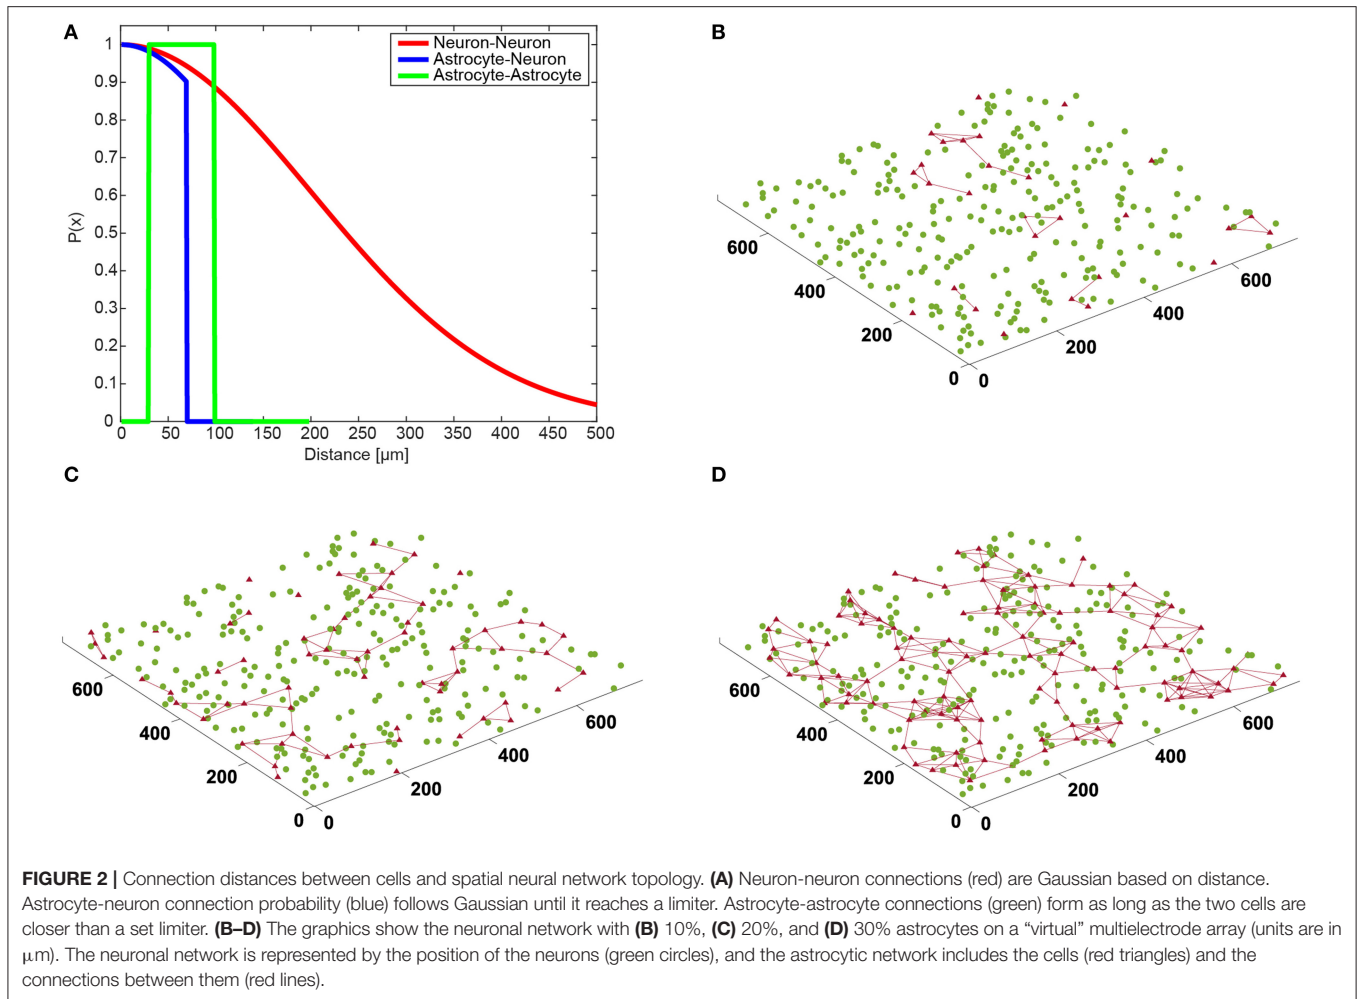 A
1
0.9
0.8
0.7
0.6
0.5
0.4
0.3
0.2
0.1
0
P(x)
Neuron-Neuron
Astrocyte-Neuron
Astrocyte-Astrocyte
0 50 100 150 200 250 300 350 400 450 500
Distance [µm]
B
600
400
200
0 0
200
400
600
C
600
400
200
0 0
200
400
600
D
600
400
200
0 0
200
400
600
FIGURE 2 | Connection distances between cells and spatial neural network topology. (A) Neuron-neuron connections (red) are Gaussian based on distance.
Astrocyte-neuron connection probability (blue) follows Gaussian until it reaches a limiter. Astrocyte-astrocyte connections (green) form as long as the two cells are
closer than a set limiter. (B–D) The graphics show the neuronal network with (B) 10%, (C) 20%, and (D) 30% astrocytes on a “virtual” multielectrode array (units are in
μm). The neuronal network is represented by the position of the neurons (green circles), and the astrocytic network includes the cells (red triangles) and the
connections between them (red lines).